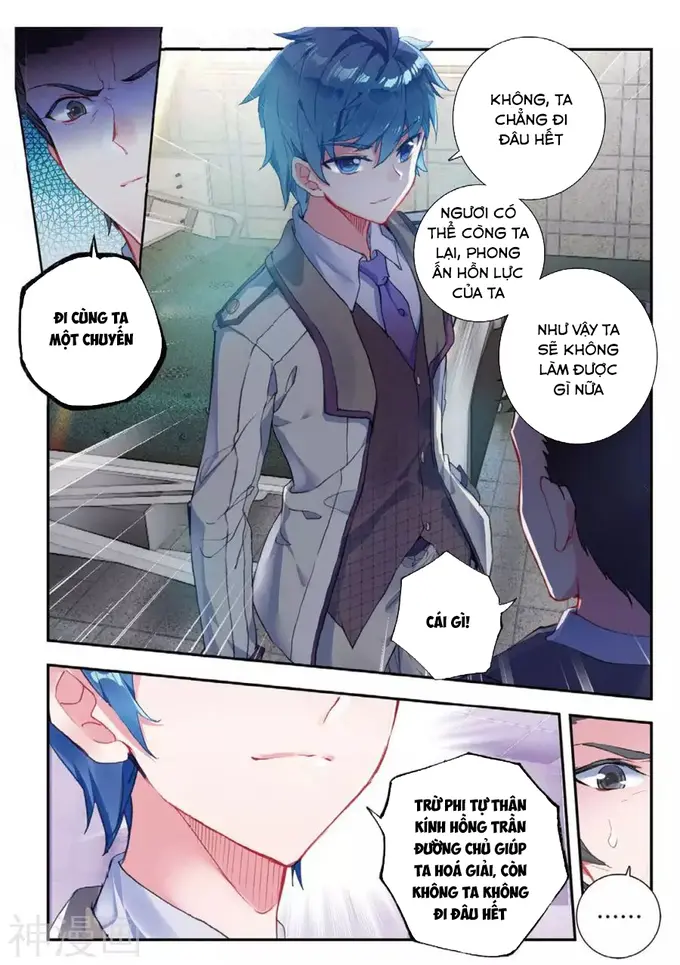 KHÔNG, TA
CHẲNG ĐI
ĐÂU HẾT
NGƯƠI CÓ
THỂ CÔNG TA
LẠI, PHONG
ẤN HỒN LỰC
CỦA TA
ĐI CÙNG TA
MỘT CHUYẾN
NHƯ VẬY TA
SẼ KHÔNG
LÀM ĐƯỢC
GÌ NỮA
CÁI GÌ!
TRỪ PHI TỰ THÂN
KÍNH HỒNG TRẦN
ĐƯỜNG CHỦ GIÚP
TA HOÁ GIẢI, CÒN
KHÔNG TA KHÔNG
ĐI ĐÂU HẾT
......
神漫画